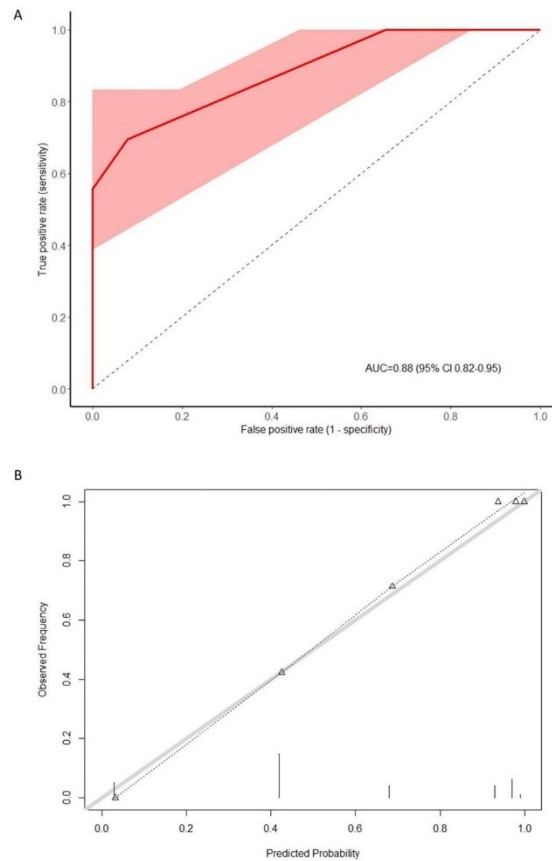 A
1.0
0.8
0.6
0.4
0.2
0.0
True positive rate (sensitivity)
AUC=0.88 (95% CI 0.82-0.95)
0.0 0.2 0.4 0.6 0.8 1.0
False positive rate (1 - specificity)
B
1.0
0.8
0.6
0.4
0.2
0.0
Observed Frequency
0.0 0.2 0.4 0.6 0.8 1.0
Predicted Probability